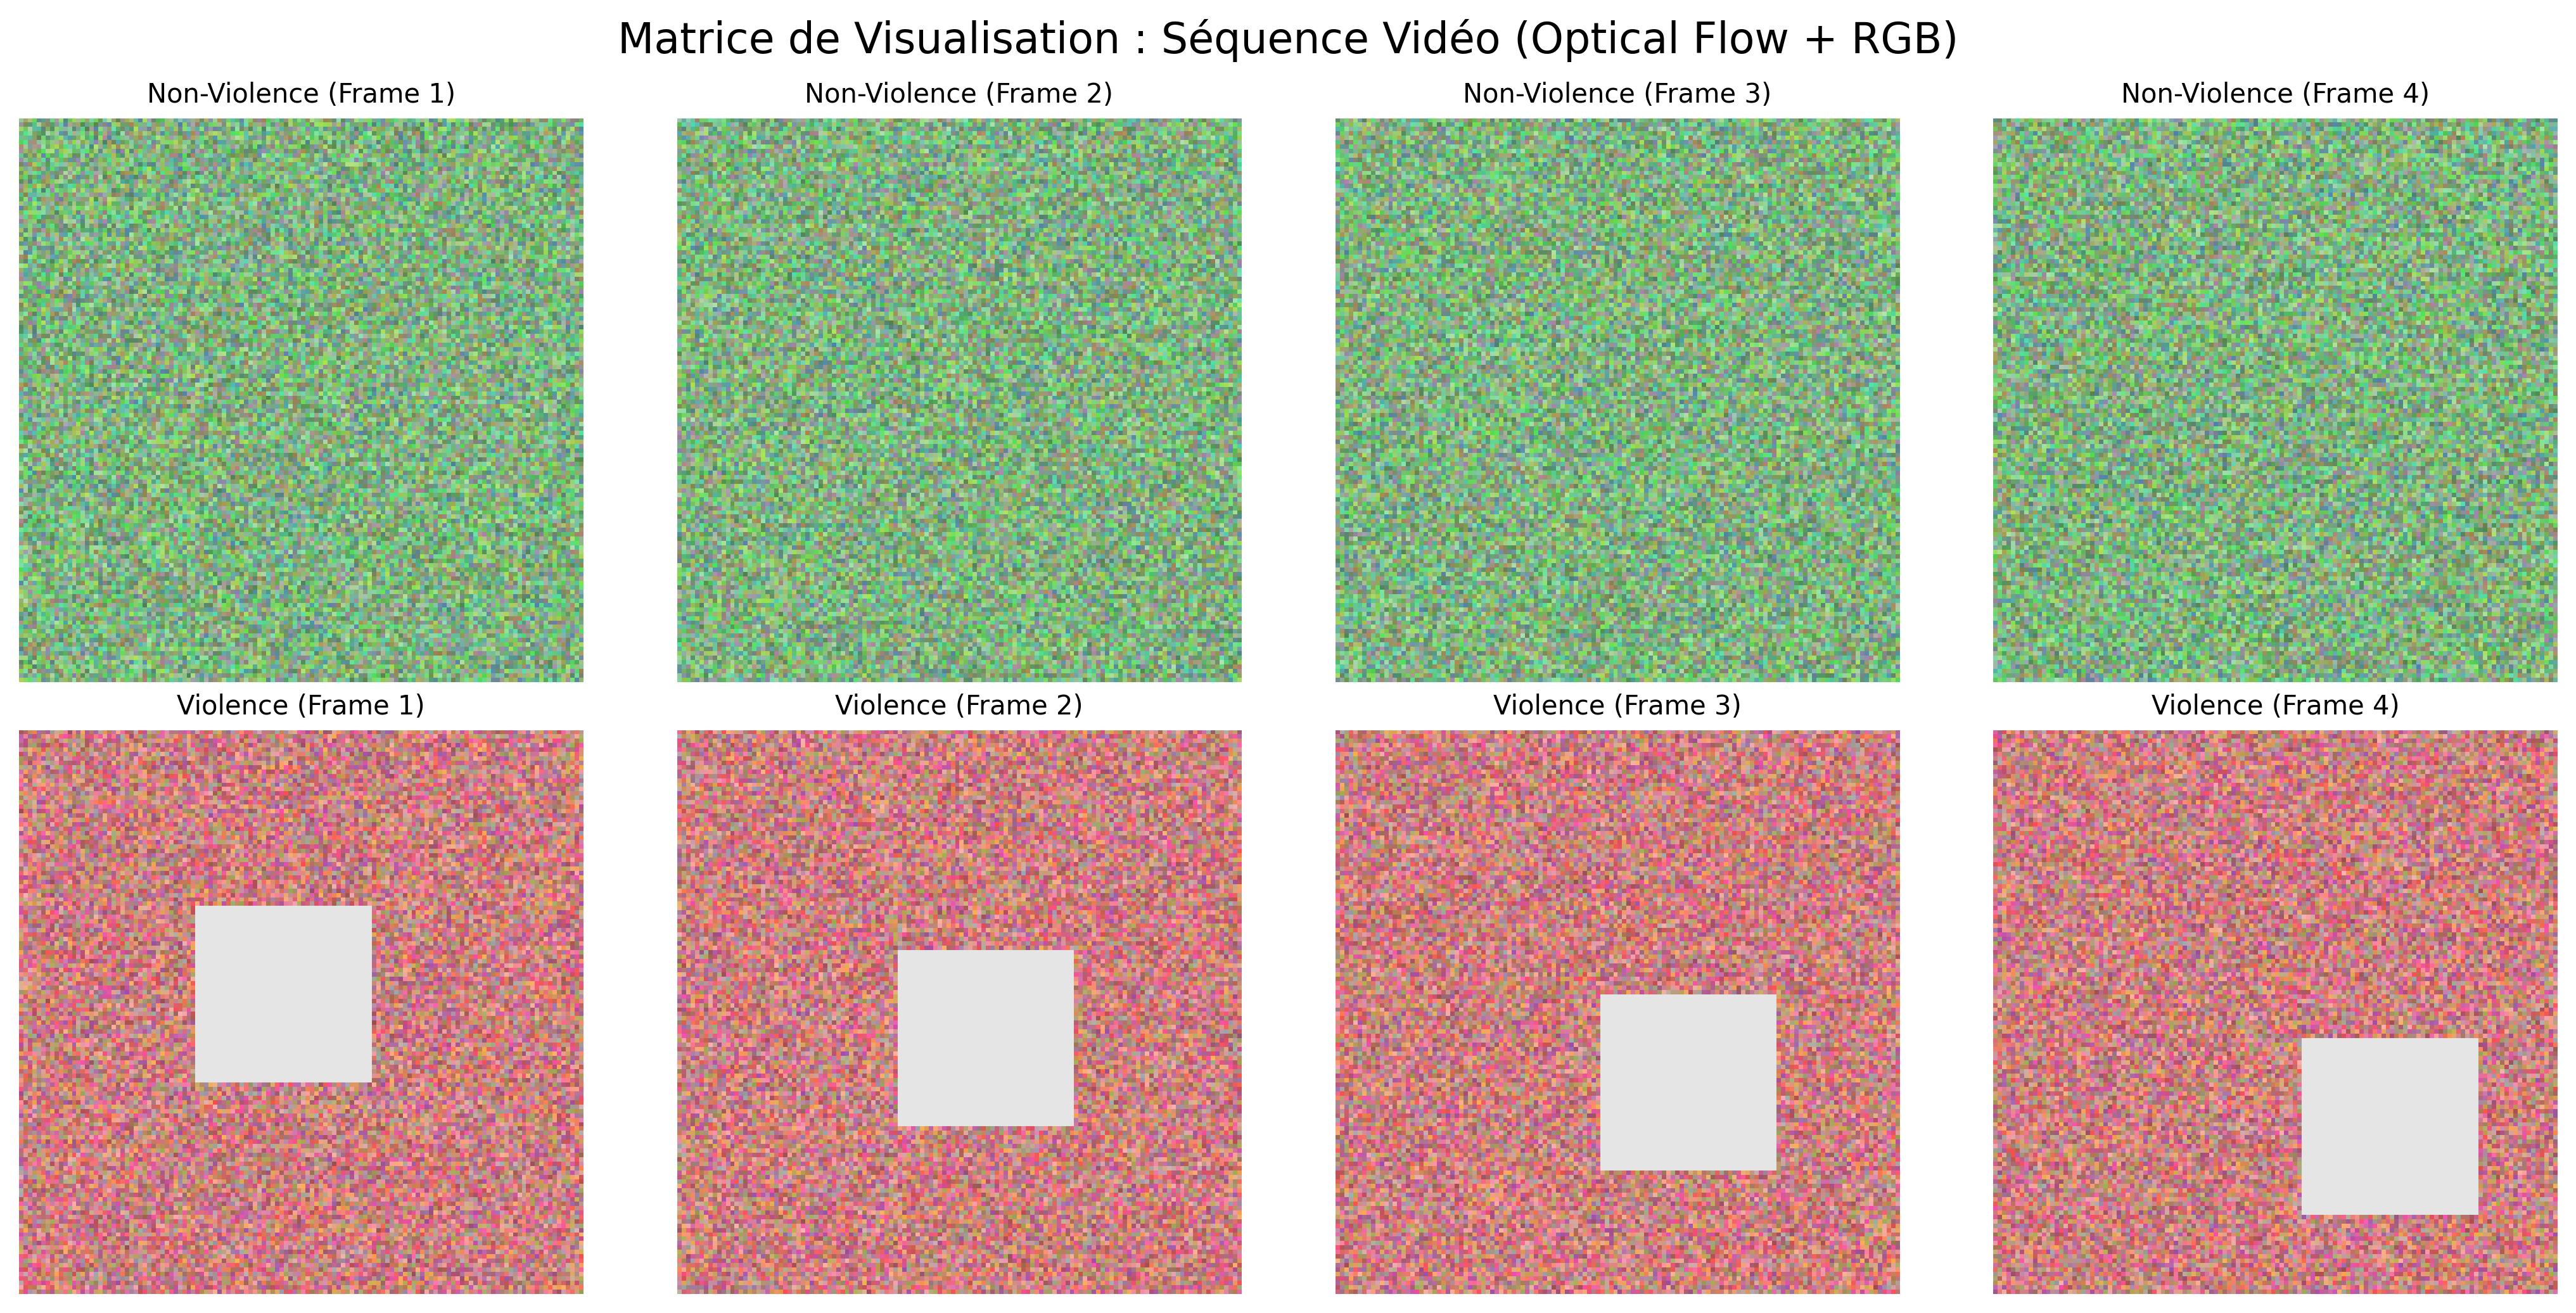 Matrice de Visualisation : Séquence Vidéo (Optical Flow + RGB)
Non-Violence (Frame 1)
Non-Violence (Frame 2)
Non-Violence (Frame 3)
Non-Violence (Frame 4)
Violence (Frame 1)
Violence (Frame 2)
Violence (Frame 3)
Violence (Frame 4)